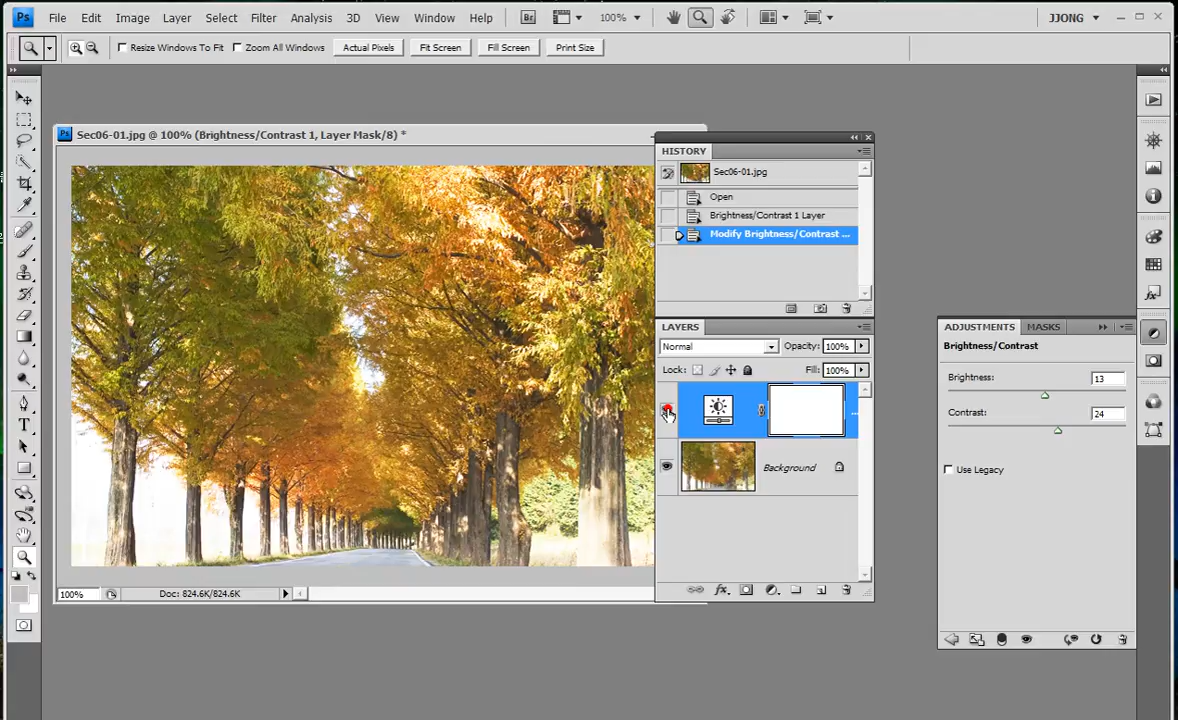 Ps File Edit Image Layer Select Filter Analysis 3D View Window Help Br 100% JJONG
Resize Windows To Fit Zoom All Windows Actual Pixels Fit Screen Fill Screen Print Size
Ps Sec06-01.jpg @ 100% (Brightness/Contrast 1, Layer Mask/8) *
HISTORY
Sec06-01.jpg
Open
Brightness/Contrast 1 Layer
Modify Brightness/Contrast ...
LAYERS
Normal Opacity: 100%
Lock: Fill: 100%
...
Background
ADJUSTMENTS MASKS
Brightness/Contrast
Brightness: 13
Contrast: 24
Use Legacy
100% Doc: 824.6K/824.6K
fx